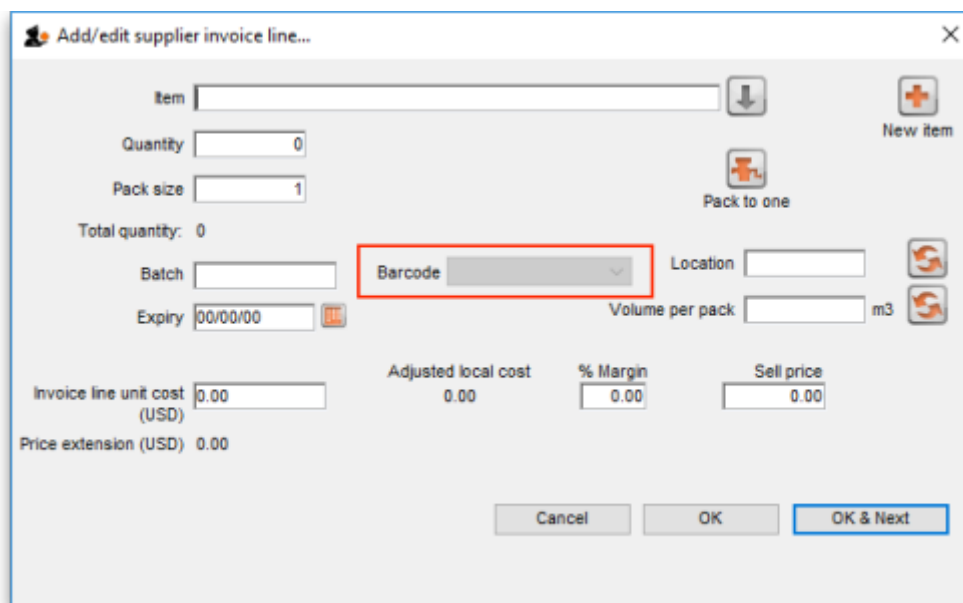 Add/edit supplier invoice line...
Item
New item
Quantity 0
Pack size 1
Pack to one
Total quantity: 0
Batch Barcode Location
Expiry 00/00/00 Volume per pack m3
Adjusted local cost % Margin Sell price
Invoice line unit cost 0.00 0.00 0.00 0.00
(USD)
Price extension (USD) 0.00
Cancel OK OK & Next